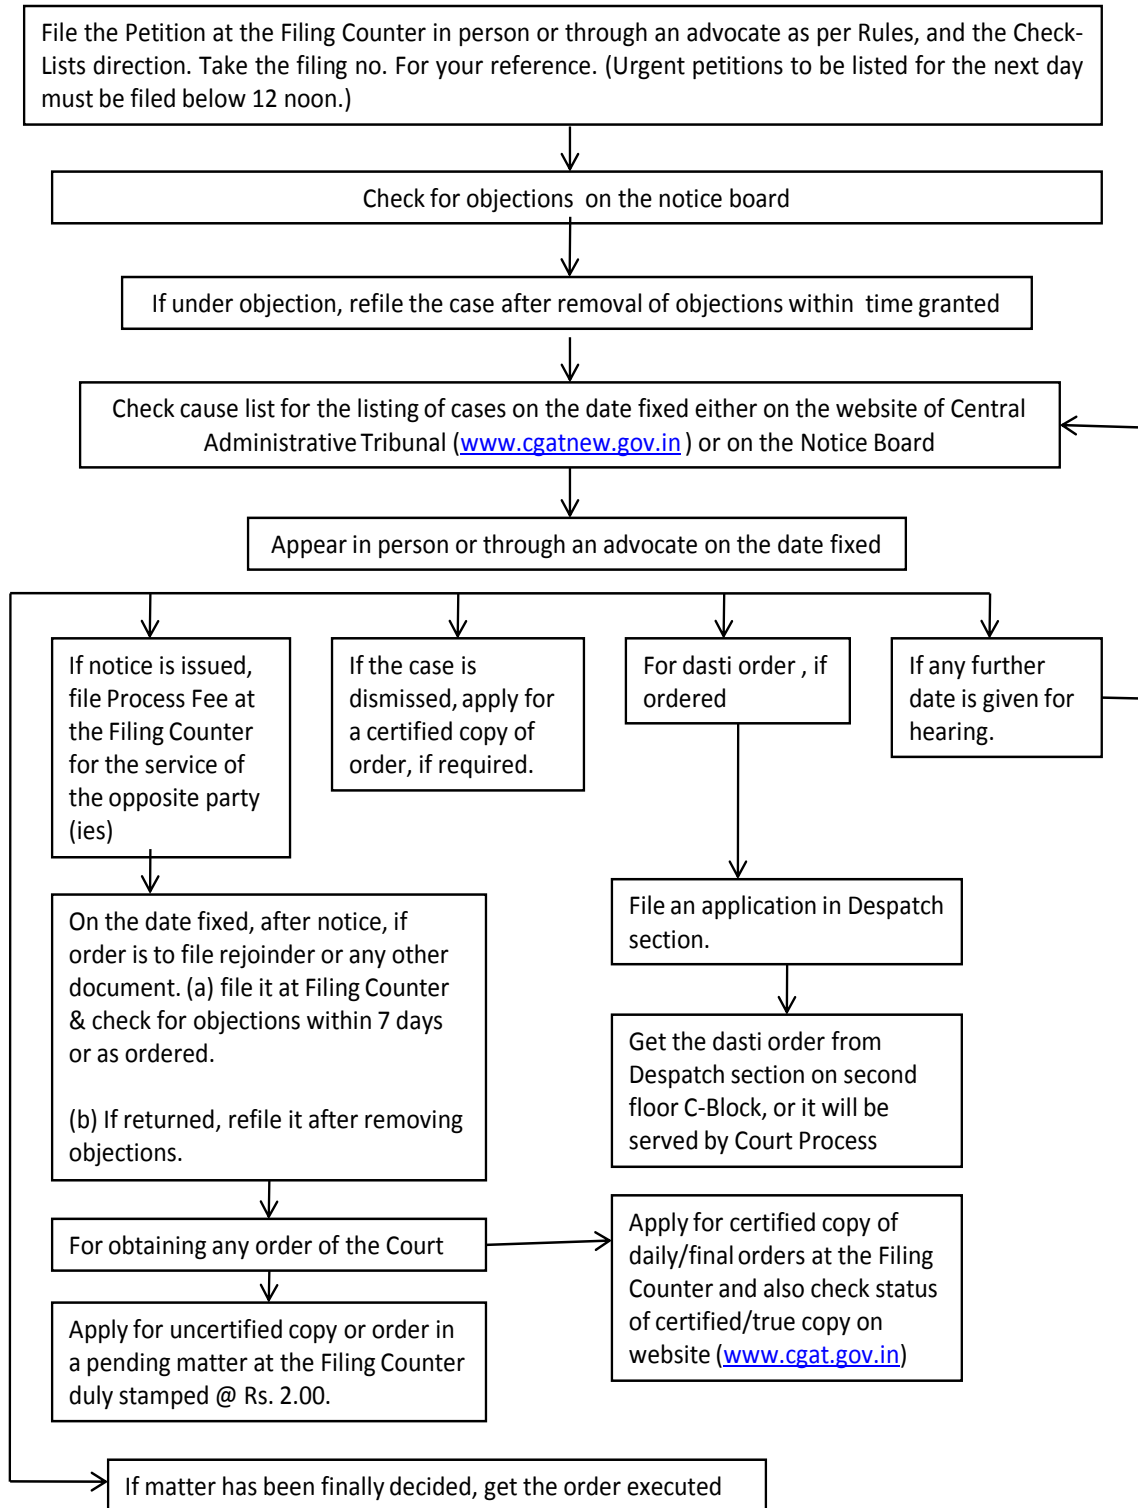 File the Petition at the Filing Counter in person or through an advocate as per Rules, and the Check-
Lists direction. Take the filing no. For your reference. (Urgent petitions to be listed for the next day
must be filed below 12 noon.)
Check for objections on the notice board
If under objection, refile the case after removal of objections within time granted
Check cause list for the listing of cases on the date fixed either on the website of Central
Administrative Tribunal (www.cgatnew.gov.in ) or on the Notice Board
Appear in person or through an advocate on the date fixed
If notice is issued,
file Process Fee at
the Filing Counter
for the service of
the opposite party
(ies)
If the case is
dismissed, apply for
a certified copy of
order, if required.
For dasti order , if
ordered
If any further
date is given for
hearing.
On the date fixed, after notice, if
order is to file rejoinder or any other
document. (a) file it at Filing Counter
& check for objections within 7 days
or as ordered.
(b) If returned, refile it after removing
objections.
File an application in Despatch
section.
Get the dasti order from
Despatch section on second
floor C-Block, or it will be
served by Court Process
For obtaining any order of the Court
Apply for certified copy of
daily/final orders at the Filing
Counter and also check status
of certified/true copy on
website (www.cgat.gov.in)
Apply for uncertified copy or order in
a pending matter at the Filing Counter
duly stamped @ Rs. 2.00.
If matter has been finally decided, get the order executed